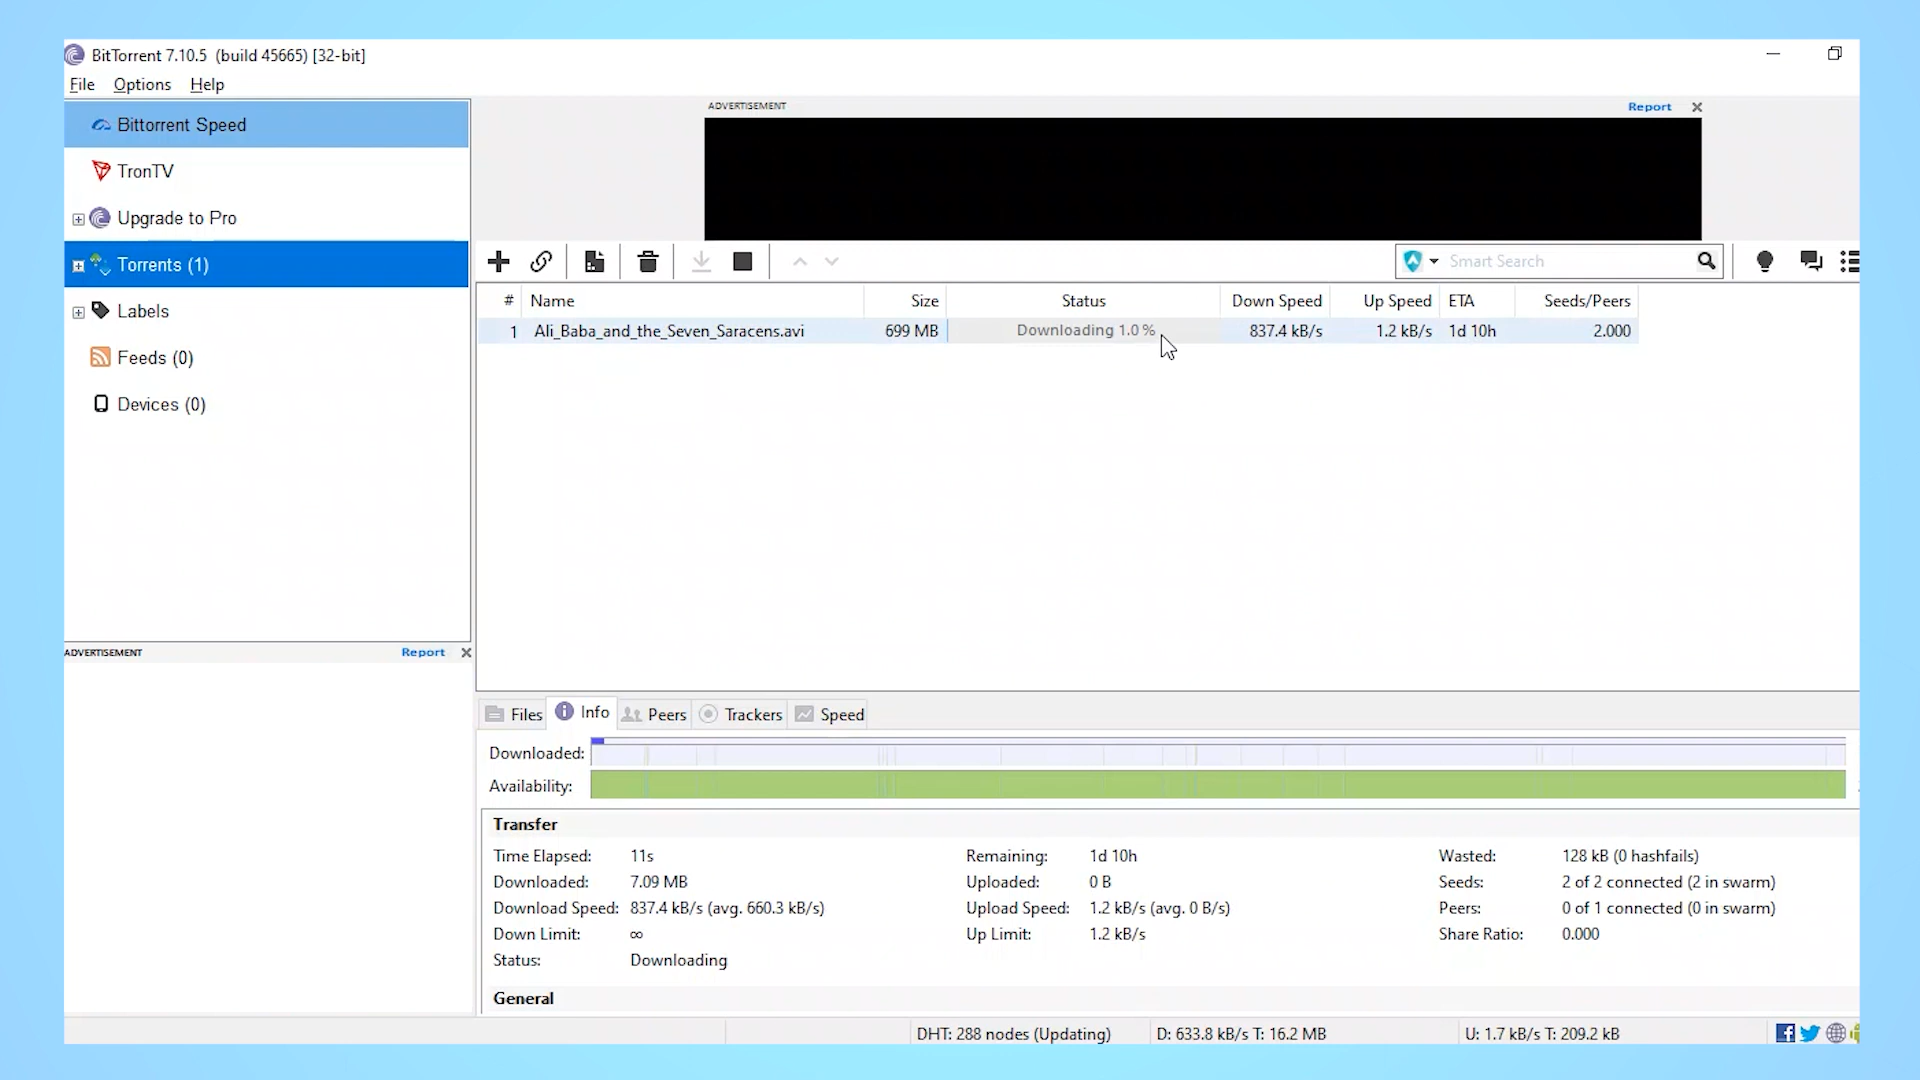 BitTorrent 7.10.5 (build 45665) [32-bit]
File Options Help
Bittorrent Speed
TronTV
Upgrade to Pro
Torrents (1)
Labels
Feeds (0)
Devices (0)
ADVERTISEMENT Report
ADVERTISEMENT Report
Smart Search
# Name Size Status Down Speed Up Speed ETA Seeds/Peers
1 Ali_Baba_and_the_Seven_Saracens.avi 699 MB Downloading 1.0 % 837.4 kB/s 1.2 kB/s 1d 10h 2.000
Files Info Peers Trackers Speed
Downloaded:
Availability:
Transfer
Time Elapsed: 11s Remaining: 1d 10h Wasted: 128 kB (0 hashfails)
Downloaded: 7.09 MB Uploaded: 0 B Seeds: 2 of 2 connected (2 in swarm)
Download Speed: 837.4 kB/s (avg. 660.3 kB/s) Upload Speed: 1.2 kB/s (avg. 0 B/s) Peers: 0 of 1 connected (0 in swarm)
Down Limit: ∞ Up Limit: 1.2 kB/s Share Ratio: 0.000
Status: Downloading
General
DHT: 288 nodes (Updating) D: 633.8 kB/s T: 16.2 MB U: 1.7 kB/s T: 209.2 kB